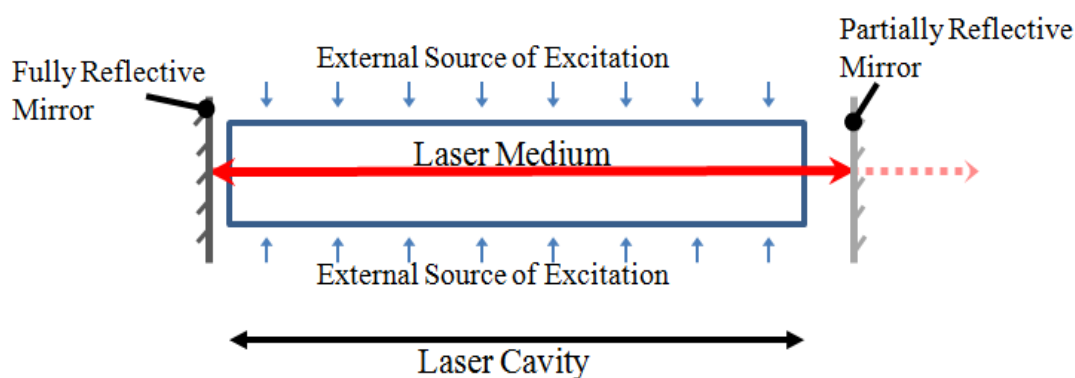 Partially Reflective
Mirror
External Source of Excitation
Fully Reflective
Mirror
Laser Medium
External Source of Excitation
Laser Cavity